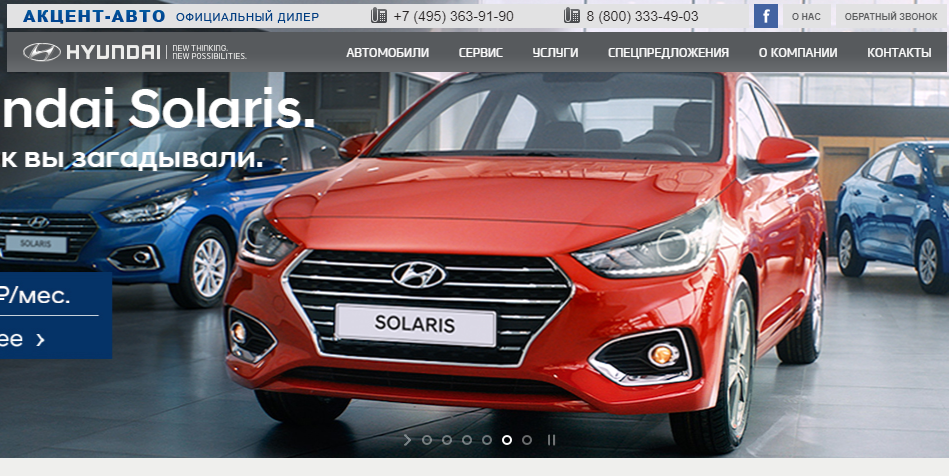 АКЦЕНТ-АВТО ОФИЦИАЛЬНЫЙ ДИЛЕР +7 (495) 363-91-90 8 (800) 333-49-03 f О НАС ОБРАТНЫЙ ЗВОНОК
HYUNDAI NEW THINKING.
NEW POSSIBILITIES.
АВТОМОБИЛИ СЕРВИС УСЛУГИ СПЕЦПРЕДЛОЖЕНИЯ О КОМПАНИИ КОНТАКТЫ
ndai Solaris.
к вы загадывали.
SOLARIS
₽/мес.
ее ›
SOLARIS